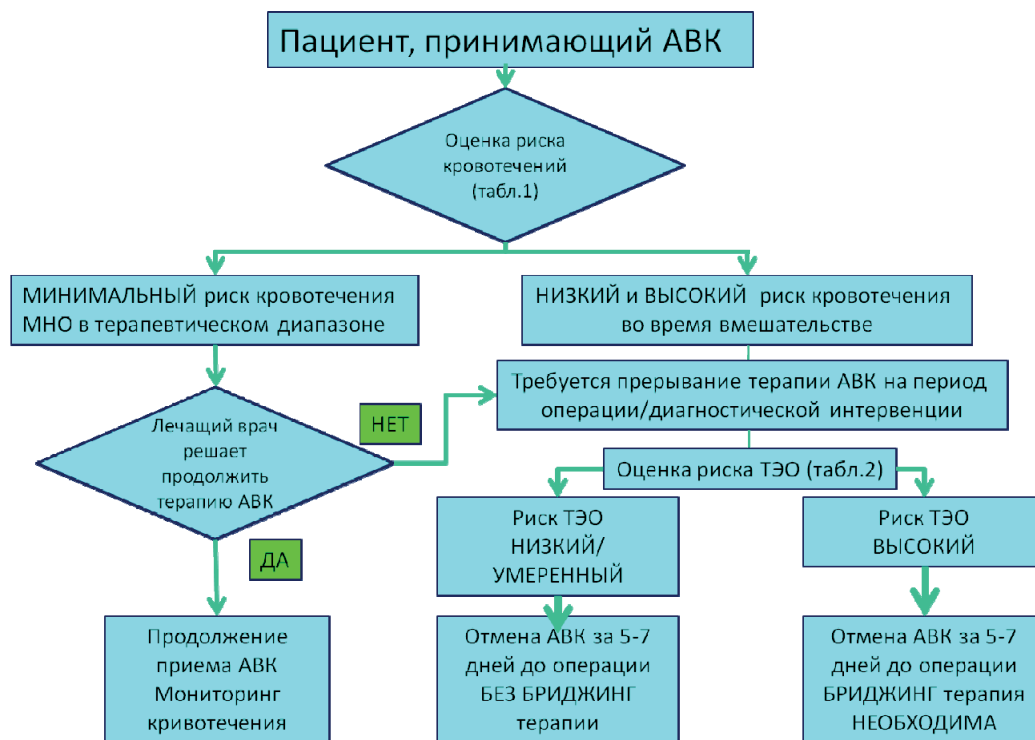 Пациент, принимающий АВК
Оценка риска
кровотечений
(табл.1)
МИНИМАЛЬНЫЙ риск кровотечения
МНО в терапевтическом диапазоне
НИЗКИЙ и ВЫСОКИЙ риск кровотечения
во время вмешательстве
Лечащий врач
решает
продолжить
терапию АВК
НЕТ
ДА
Требуется прерывание терапии АВК на период
операции/диагностической интервенции
Оценка риска ТЭО (табл.2)
Риск ТЭО
НИЗКИЙ/
УМЕРЕННЫЙ
Риск ТЭО
ВЫСОКИЙ
Продолжение
приема АВК
Мониторинг
кривотечения
Отмена АВК за 5-7
дней до операции
БЕЗ БРИДЖИНГ
терапии
Отмена АВК за 5-7
дней до операции
БРИДЖИНГ терапия
НЕОБХОДИМА